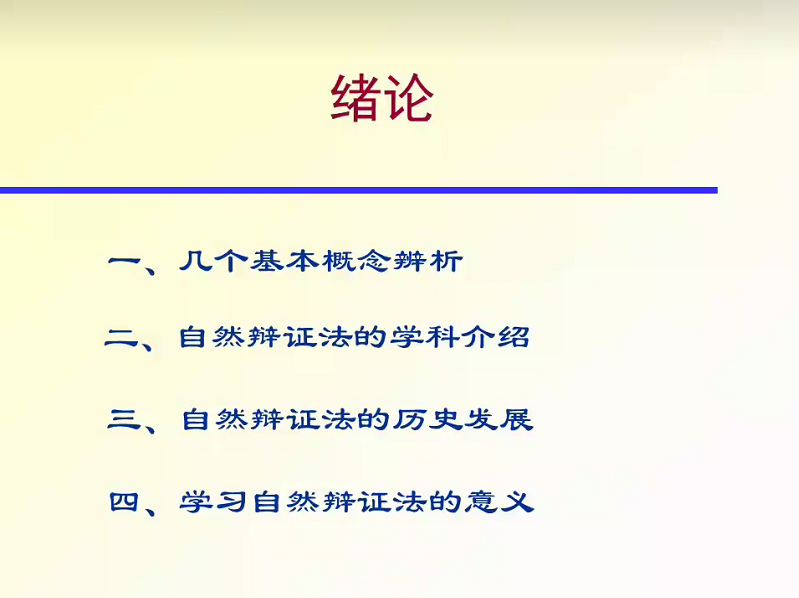 绪论
一、几个基本概念辨析
二、自然辩证法的学科介绍
三、自然辩证法的历史发展
四、学习自然辩证法的意义